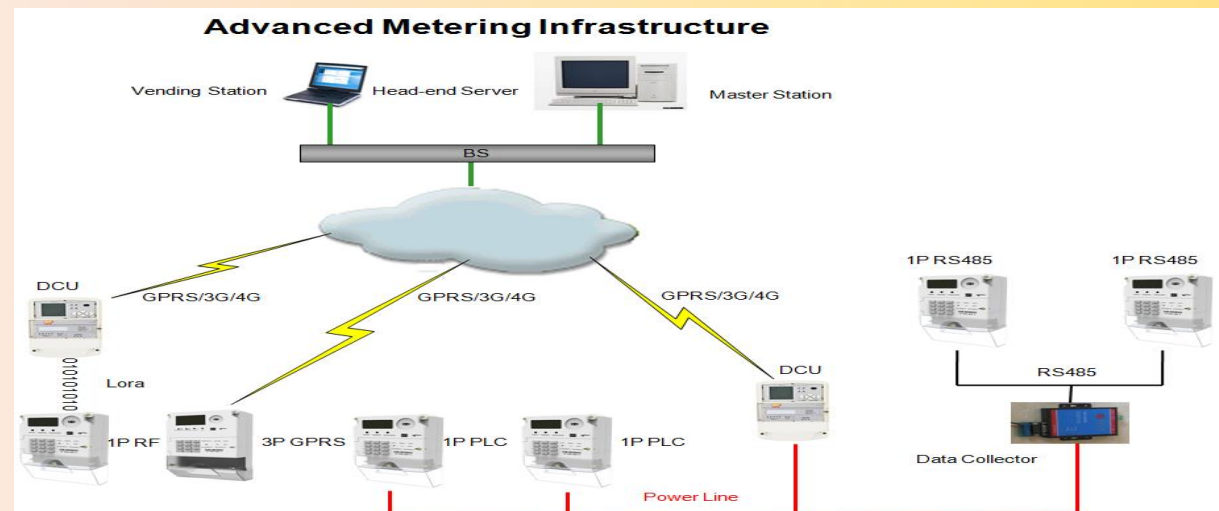 Advanced Metering Infrastructure
Vending Station
Head-end Server
Master Station
BS
1P RS485
1P RS485
DCU
GPRS/3G/4G
GPRS/3G/4G
GPRS/3G/4G
010101010
Lora
DCU
RS485
1P RF
3P GPRS
1P PLC
1P PLC
Data Collector
Power Line